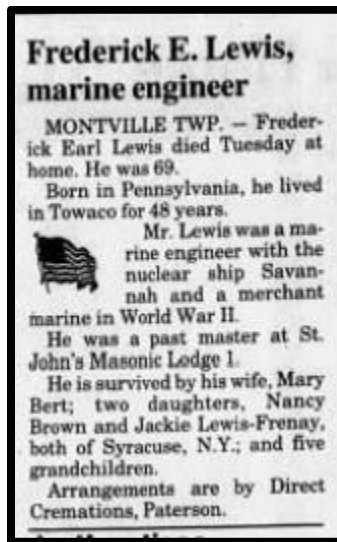 Frederick E. Lewis,
marine engineer
MONTVILLE TWP. — Freder-
ick Earl Lewis died Tuesday at
home. He was 69.
Born in Pennsylvania, he lived
in Towaco for 48 years.
Mr. Lewis was a ma-
rine engineer with the
nuclear ship Savan-
nah and a merchant
marine in World War II.
He was a past master at St.
John's Masonic Lodge 1.
He is survived by his wife, Mary
Bert; two daughters, Nancy
Brown and Jackie Lewis-Frenay,
both of Syracuse, N.Y.; and five
grandchildren.
Arrangements are by Direct
Cremations, Paterson.